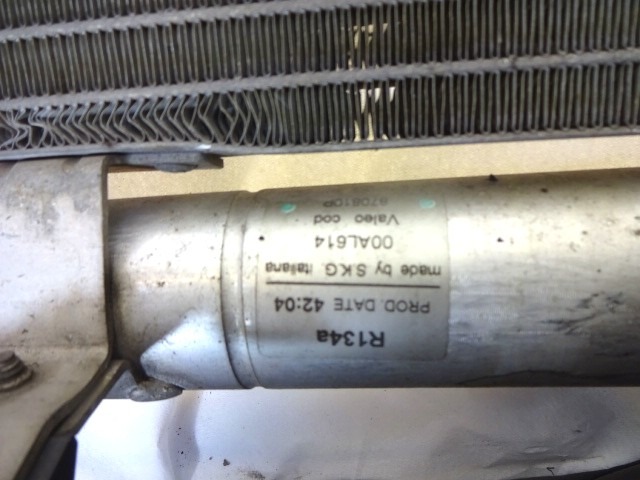 R134a
PROD. DATE 42:04
made by S.K.G. Italiana
00AL614
Valeo cod